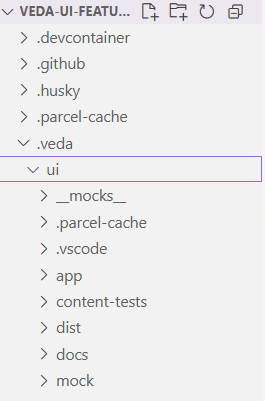 VEDA-UI-FEATU...
.devcontainer
.github
.husky
.parcel-cache
.veda
ui
__mocks__
.parcel-cache
.vscode
app
content-tests
dist
docs
mock